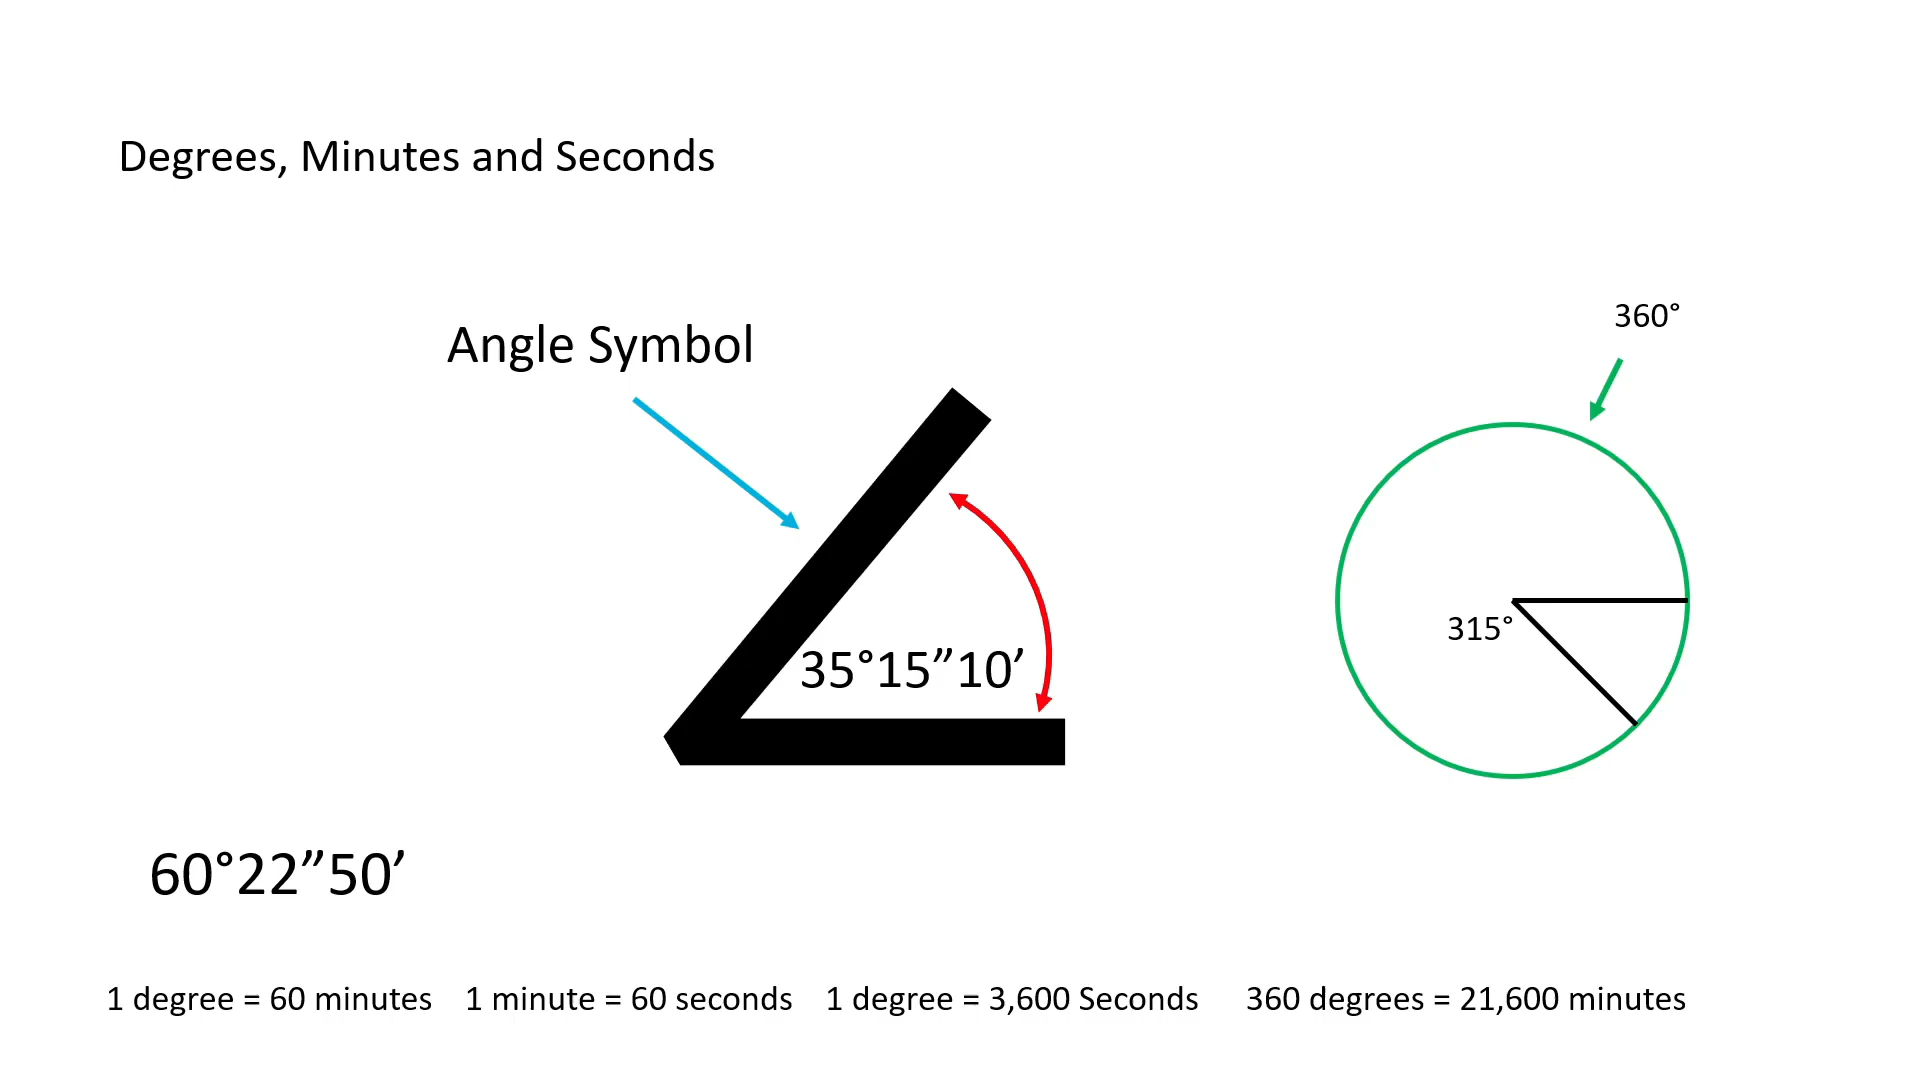 Degrees, Minutes and Seconds
360°
Angle Symbol
315°
35°15”10’
60°22”50’
1 degree = 60 minutes 1 minute = 60 seconds 1 degree = 3,600 Seconds 360 degrees = 21,600 minutes